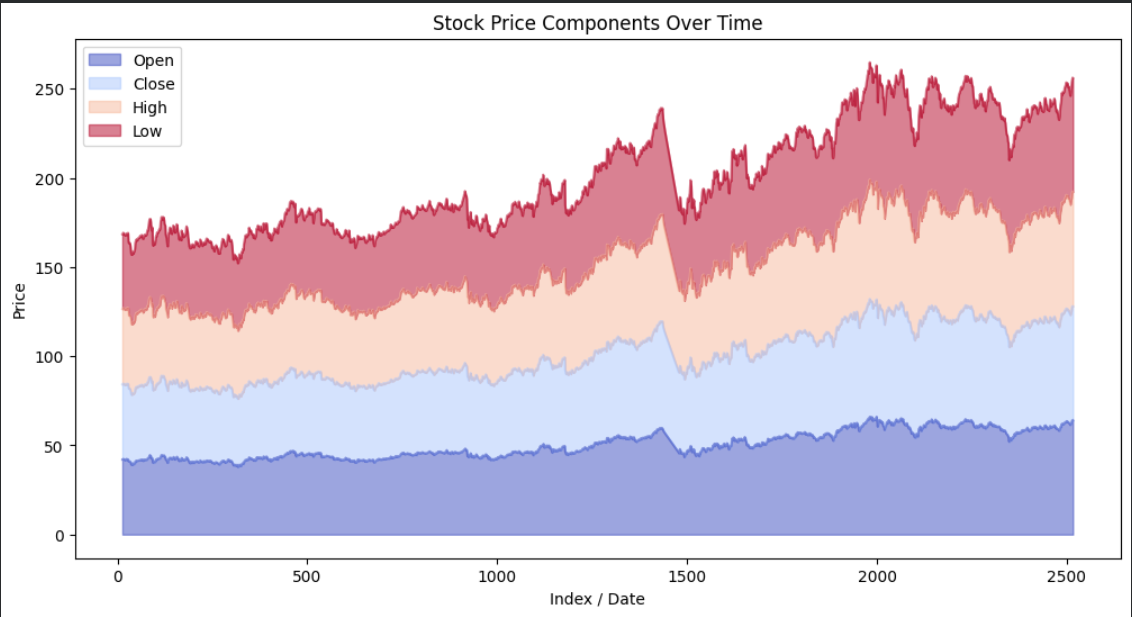 Stock Price Components Over Time
Open
Close
High
Low
Price
250
200
150
100
50
0
0 500 1000 1500 2000 2500
Index / Date